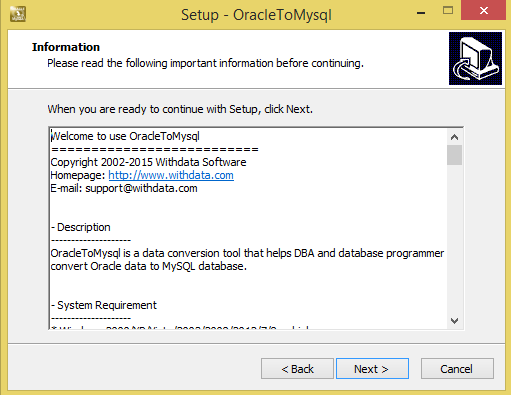 Setup - OracleToMysql
Information
Please read the following important information before continuing.
When you are ready to continue with Setup, click Next.
Welcome to use OracleToMysql
==========================
Copyright 2002-2015 Withdata Software
Homepage: http://www.withdata.com
E-mail: support@withdata.com
- Description
--------------------
OracleToMysql is a data conversion tool that helps DBA and database programmer
convert Oracle data to MySQL database.
- System Requirement
--------------------
< Back
Next >
Cancel